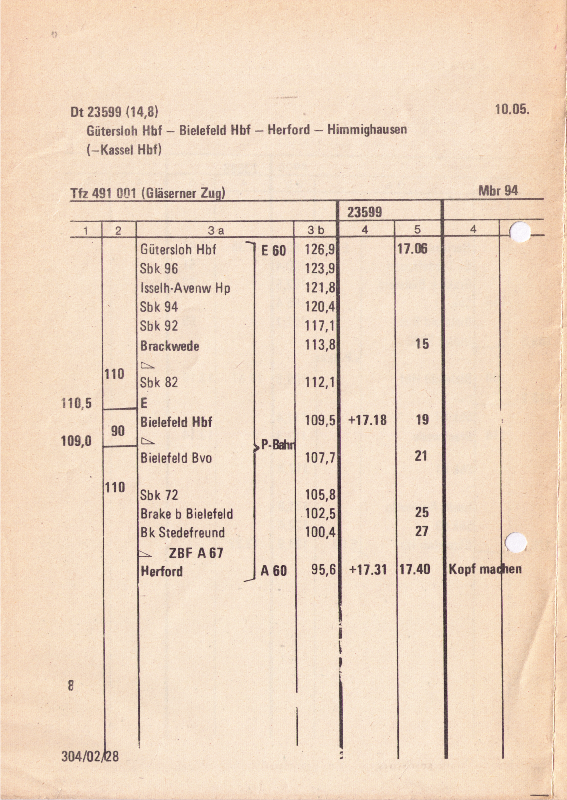 Dt 23599 (14,8) 10.05.
Gütersloh Hbf – Bielefeld Hbf – Herford – Himmighausen
(–Kassel Hbf)
Tfz 491 001 (Gläserner Zug) Mbr 94
23599
1 2 3 a 3 b 4 5 4
Gütersloh Hbf E 60 126,9 17.06
Sbk 96 123,9
Isselh-Avenw Hp 121,8
Sbk 94 120,4
Sbk 92 117,1
Brackwede 113,8 15
110
Sbk 82 112,1
110,5 E
90 Bielefeld Hbf 109,5 +17.18 19
109,0 P-Bahn
Bielefeld Bvo 107,7 21
110
Sbk 72 105,8
Brake b Bielefeld 102,5 25
Bk Stedefreund 100,4 27
ZBF A 67
Herford A 60 95,6 +17.31 17.40 Kopf machen
8
304/02/28